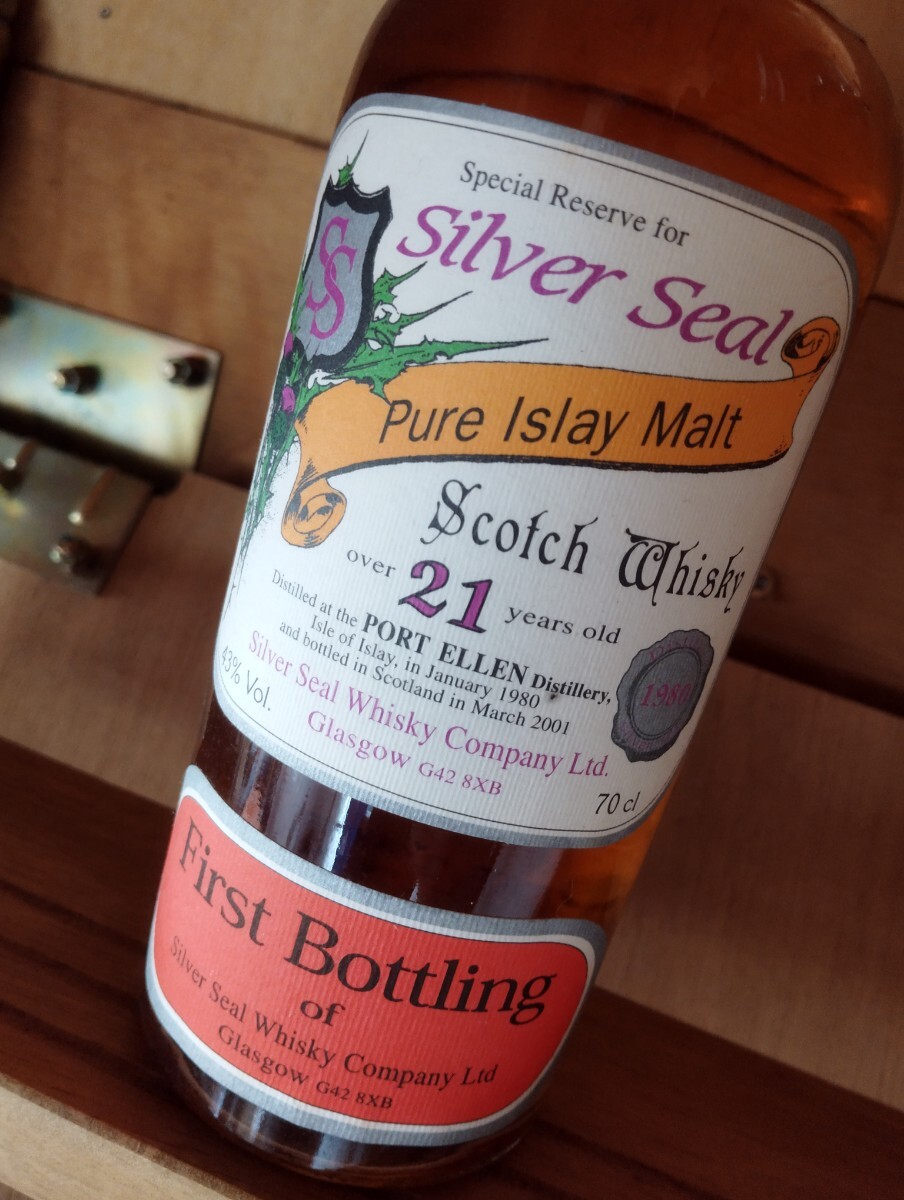 SS
Special Reserve for
Silver Seal
Pure Islay Malt
Scotch Whisky
over 21 years old
Distilled at the PORT ELLEN Distillery,
Isle of Islay, in January 1980
and bottled in Scotland in March 2001
Silver Seal Whisky Company Ltd.
Glasgow G42 8XB
43% Vol.
70 cl
1980
First Bottling
of
Silver Seal Whisky Company Ltd
Glasgow G42 8XB